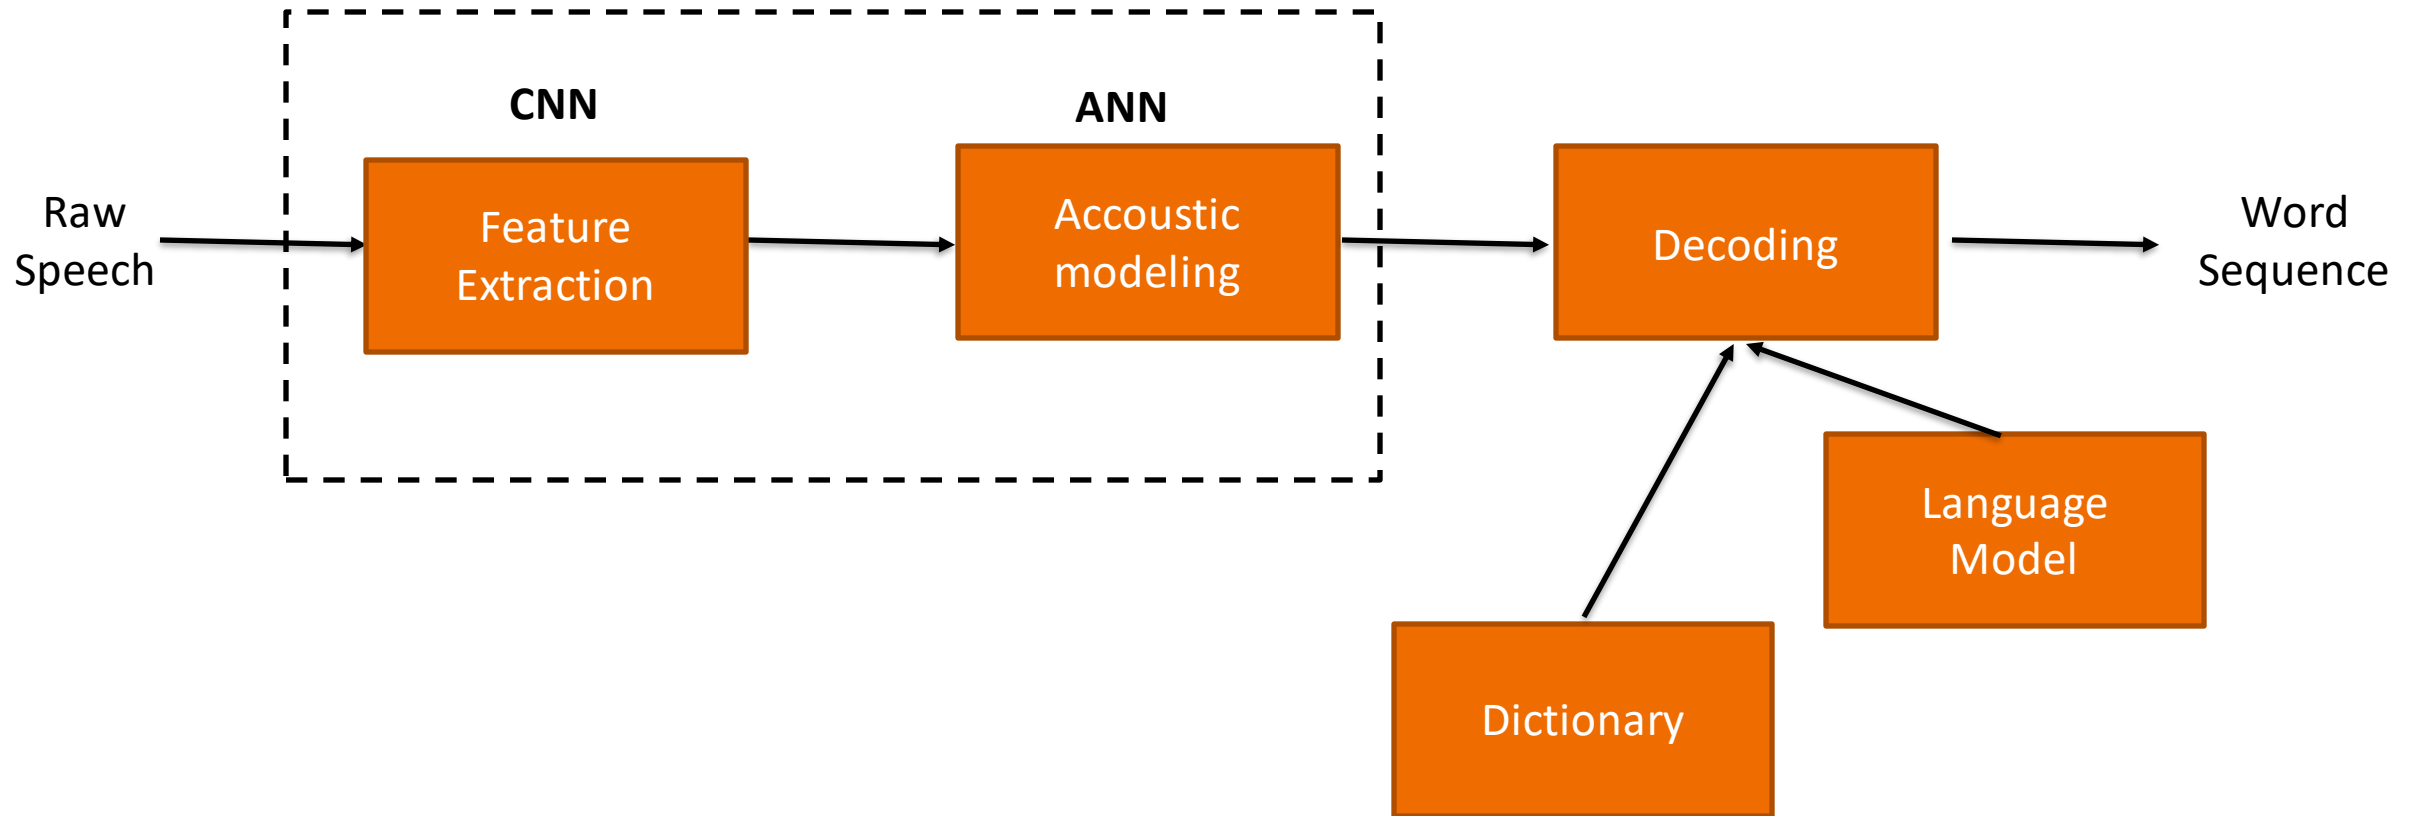 CNN
ANN
Raw
Speech
Feature
Extraction
Accoustic
modeling
Decoding
Word
Sequence
Language
Model
Dictionary